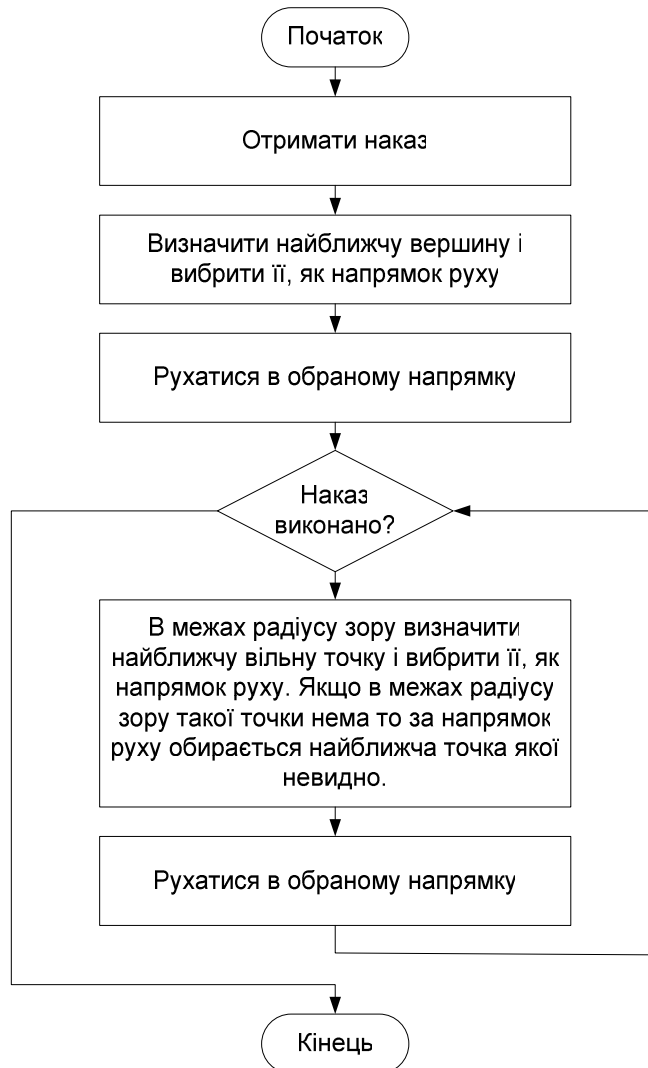 Початок
Отримати наказ
Визначити найближчу вершину і
вибрити її, як напрямок руху
Рухатися в обраному напрямку
Наказ
виконано?
В межах радіусу зору визначити
найближчу вільну точку і вибрити її, як
напрямок руху. Якщо в межах радіусу
зору такої точки нема то за напрямок
руху обирається найближча точка якої
невидно.
Рухатися в обраному напрямку
Кінець